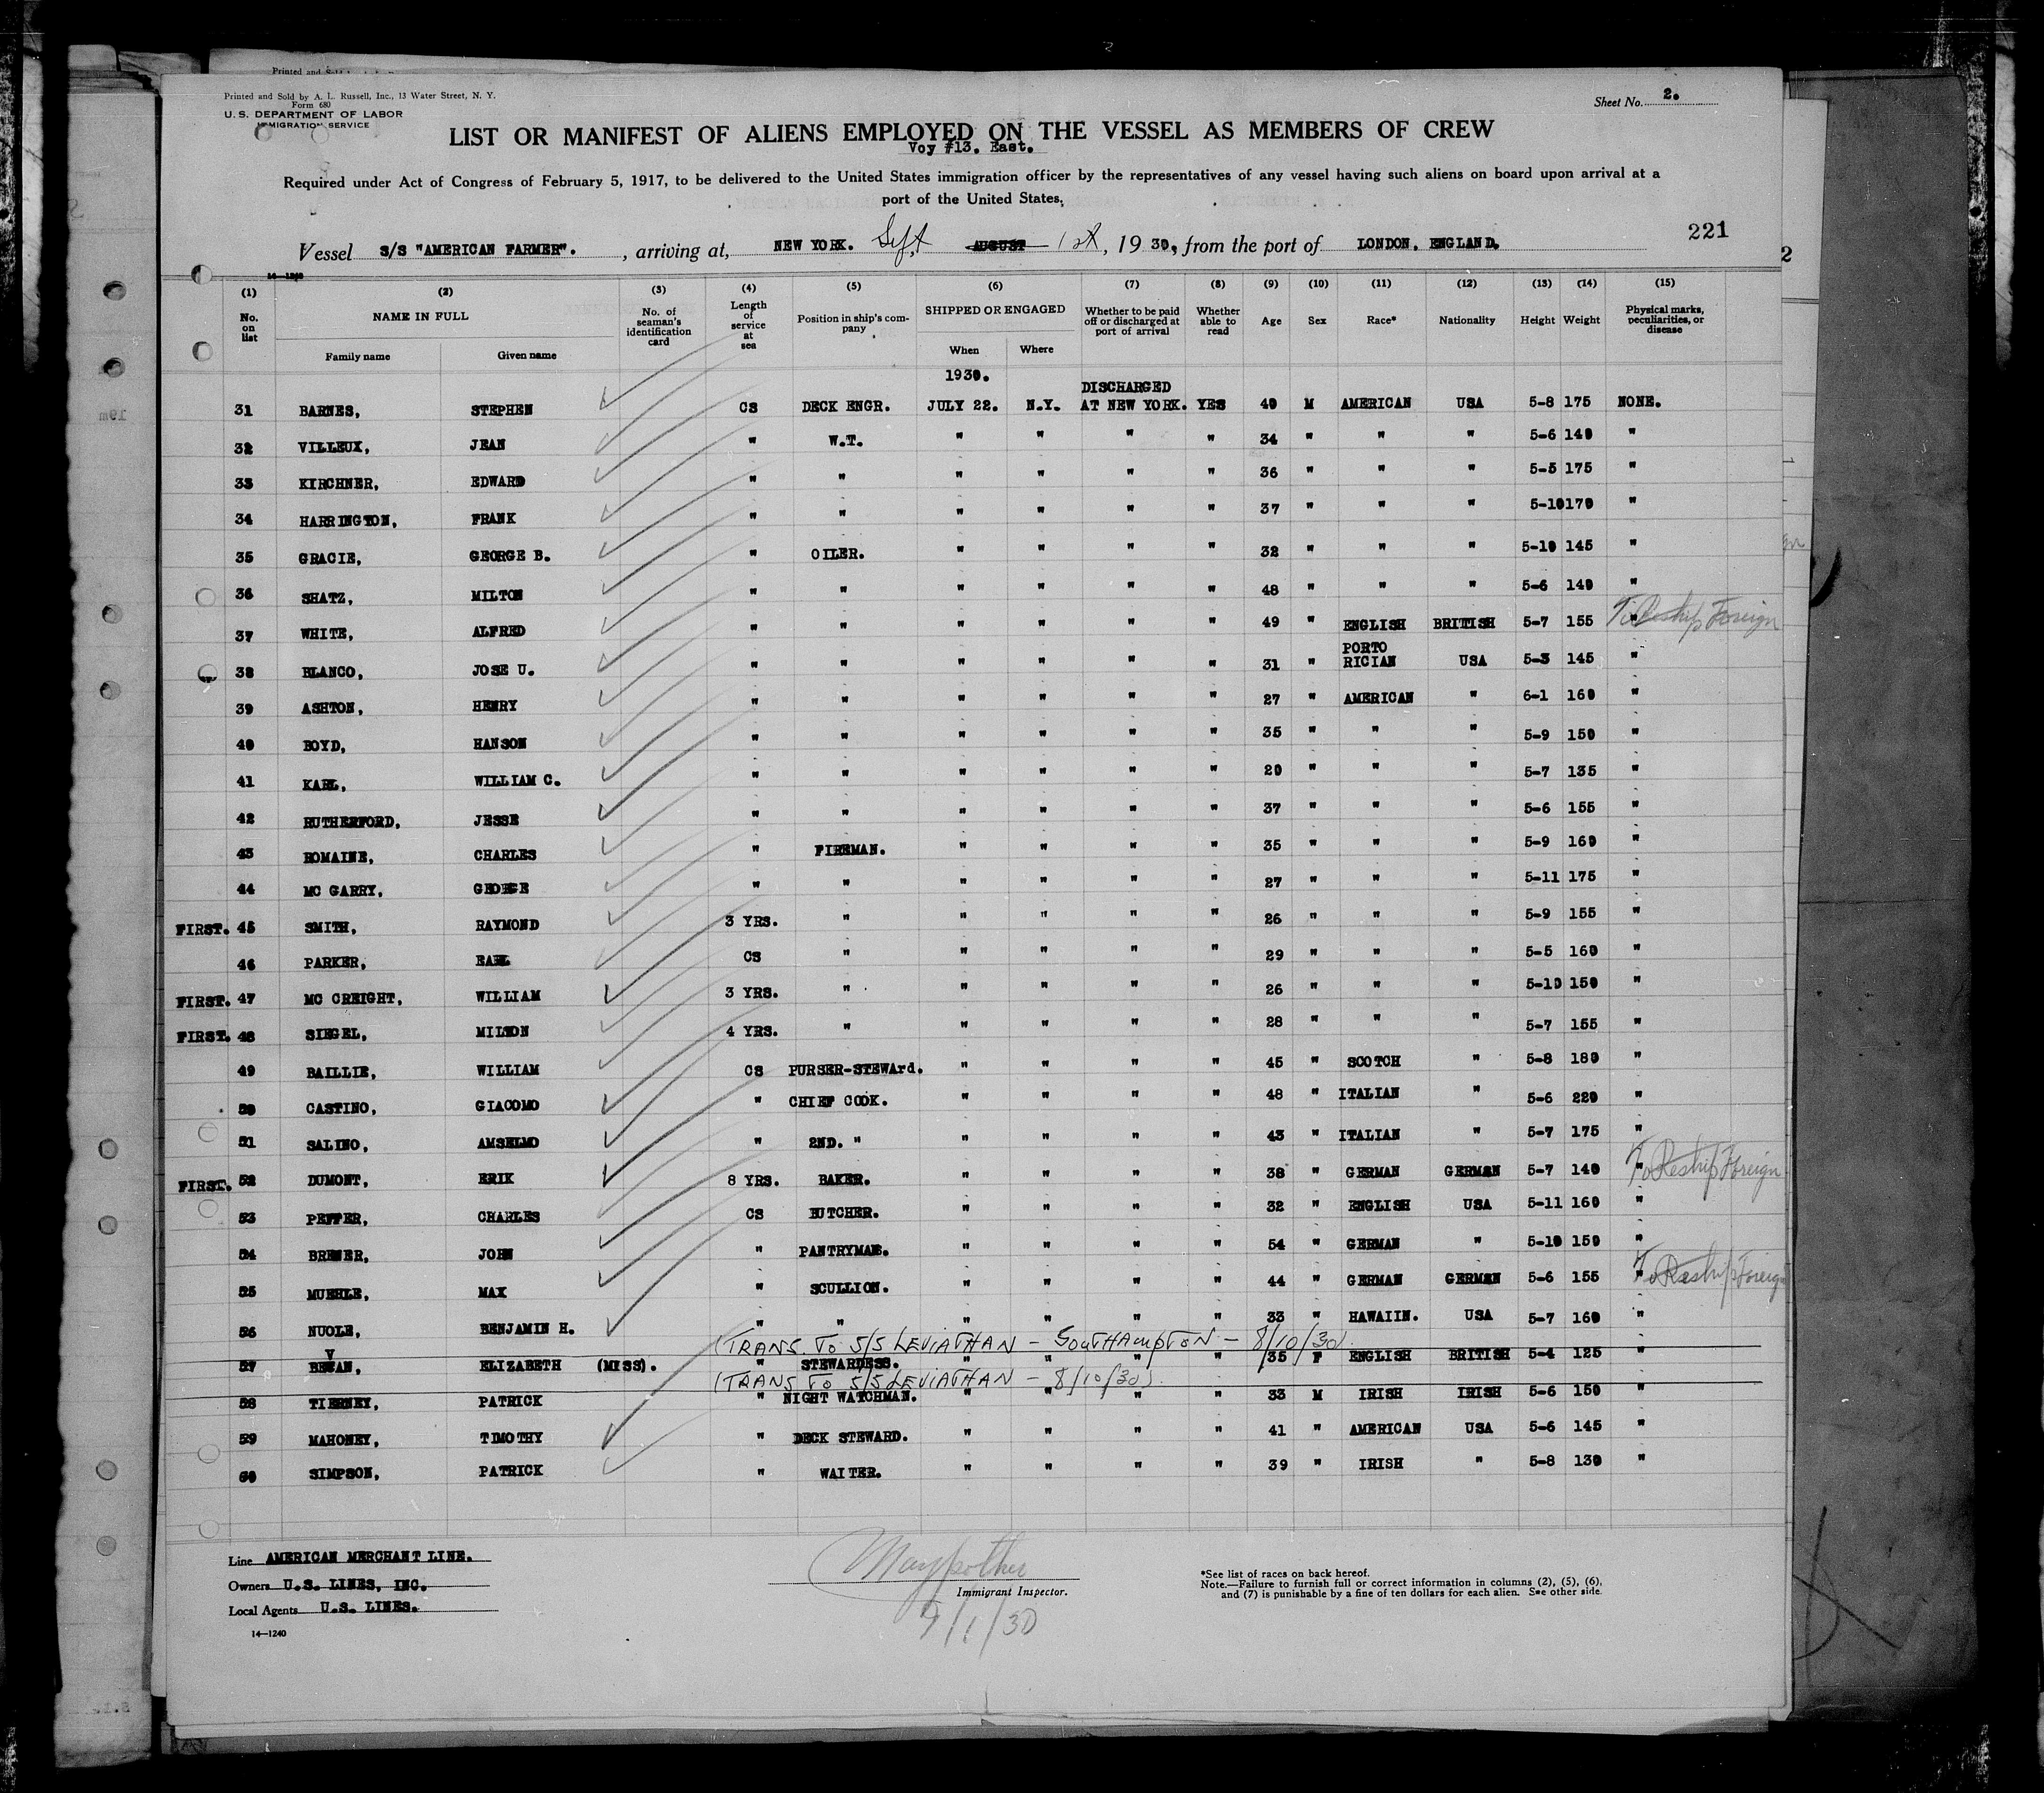 Printed and Sold by A. L. Russell, Inc., 13 Water Street, N. Y.
Form 680
U. S. DEPARTMENT OF LABOR
IMMIGRATION SERVICE
Sheet No. 2.
LIST OR MANIFEST OF ALIENS EMPLOYED ON THE VESSEL AS MEMBERS OF CREW
Voy #13. East.
Required under Act of Congress of February 5, 1917, to be delivered to the United States immigration officer by the representatives of any vessel having such aliens on board upon arrival at a
port of the United States.
221
Vessel S/S "AMERICAN FARMER". , arriving at, NEW YORK. Sept, AUGUST 1st, 1930, from the port of LONDON, ENGLAND.
14—1240
(1) (2) (3) (4) (5) (6) (7) (8) (9) (10) (11) (12) (13) (14) (15)
No. on list NAME IN FULL No. of seaman's identification card Length of service at sea Position in ship's company SHIPPED OR ENGAGED Whether to be paid off or discharged at port of arrival Whether able to read Age Sex Race* Nationality Height Weight Physical marks, peculiarities, or disease
Family name Given name When Where
1930. DISCHARGED
31 BARNES, STEPHEN CS DECK ENGR. JULY 22. N.Y. AT NEW YORK. YES 40 M AMERICAN USA 5-8 175 NONE.
32 VILLEUX, JEAN " W.T. " " " " 34 " " " 5-6 140 "
33 KIRCHNER, EDWARD " " " " " " 36 " " " 5-5 175 "
34 HARRINGTON, FRANK " " " " " " 37 " " " 5-10 170 "
35 GRACIE, GEORGE B. " OILER. " " " " 32 " " " 5-10 145 "
36 SHATZ, MILTON " " " " " " 48 " " " 5-6 140 "
37 WHITE, ALFRED " " " " " " 49 " ENGLISH BRITISH 5-7 155 " To Reship Foreign
38 BLANCO, JOSE U. " " " " " " 31 " PORTO RICIAN USA 5-3 145 "
39 ASHTON, HENRY " " " " " " 27 " AMERICAN " 6-1 160 "
40 BOYD, HANSON " " " " " " 35 " " " 5-9 150 "
41 KARL, WILLIAM C. " " " " " " 20 " " " 5-7 135 "
42 RUTHERFORD, JESSE " " " " " " 37 " " " 5-6 155 "
43 ROMAINE, CHARLES " FIREMAN. " " " " 35 " " " 5-9 160 "
44 MC GARRY, GEORGE " " " " " " 27 " " " 5-11 175 "
FIRST. 45 SMITH, RAYMOND 3 YRS. " " " " " 26 " " " 5-9 155 "
46 PARKER, EARL CS " " " " " 29 " " " 5-5 160 "
FIRST. 47 MC CREIGHT, WILLIAM 3 YRS. " " " " " 26 " " " 5-10 150 "
FIRST. 48 SIEGEL, MILTON 4 YRS. " " " " " 28 " " " 5-7 155 "
49 BAILLIE, WILLIAM CS PURSER-STEWArd. " " " " 45 " SCOTCH " 5-8 180 "
50 CASTINO, GIACOMO " CHIEF COOK. " " " " 48 " ITALIAN " 5-6 220 "
51 SALINO, AMSELMO " 2ND. " " " " " 43 " ITALIAN " 5-7 175 "
FIRST. 52 DUMONT, ERIK 8 YRS. BAKER. " " " " 38 " GERMAN GERMAN 5-7 140 " To Reship Foreign
53 PEFFER, CHARLES CS BUTCHER. " " " " 32 " ENGLISH USA 5-11 160 "
54 BREMER, JOHN " PANTRYMAN. " " " " 54 " GERMAN " 5-10 150 "
55 MUEHLE, MAX " SCULLION. " " " " 44 " GERMAN GERMAN 5-6 155 " To Reship Foreign
56 NUOLE, BENJAMIN H. " " " " " " 33 " HAWAIIN. USA 5-7 160 "
(TRANS. TO S/S LEVIATHAN — SOUTHAMPTON — 8/10/30)
57 BEVAN, ELIZABETH (MISS). " STEWARDESS. " " " " 35 F ENGLISH BRITISH 5-4 125 "
(TRANS TO S/S LEVIATHAN — 8/10/30)
58 TIERNEY, PATRICK " NIGHT WATCHMAN. " " " " 33 M IRISH IRISH 5-6 150 "
59 MAHONEY, TIMOTHY " DECK STEWARD. " " " " 41 " AMERICAN USA 5-6 145 "
60 SIMPSON, PATRICK " WAITER. " " " " 39 " IRISH " 5-8 130 "
Line AMERICAN MERCHANT LINE.
Owners U.S. LINES, INC.
Local Agents U.S. LINES.
14—1240
Immigrant Inspector.
9/1/30
*See list of races on back hereof.
Note.—Failure to furnish full or correct information in columns (2), (5), (6),
and (7) is punishable by a fine of ten dollars for each alien. See other side.